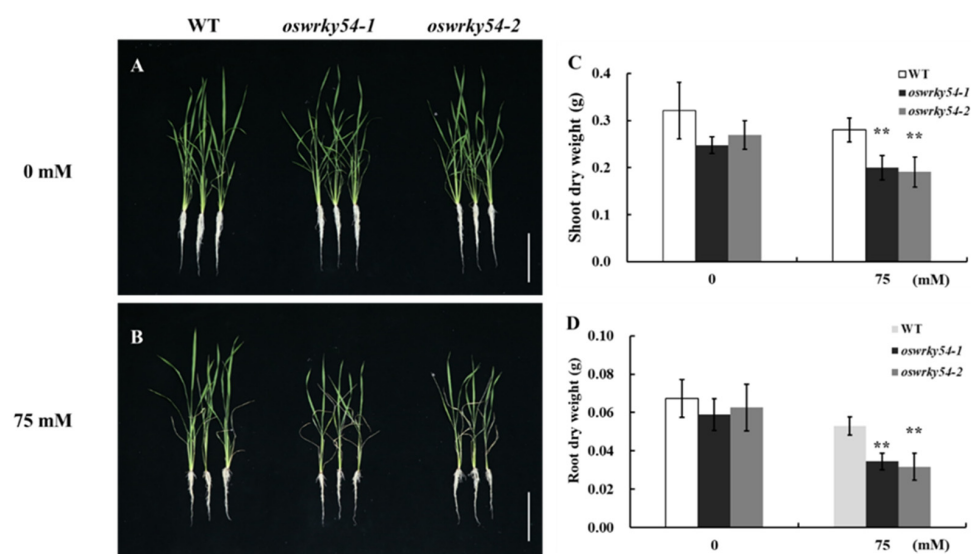 WT oswrky54-1 oswrky54-2
0 mM
A
75 mM
B
C
Shoot dry weight (g)
0.4
0.3
0.2
0.1
0.0
WT
oswrky54-1
oswrky54-2
** **
0 75 (mM)
D
Root dry weight (g)
0.10
0.08
0.06
0.04
0.02
0.00
WT
oswrky54-1
oswrky54-2
** **
0 75 (mM)